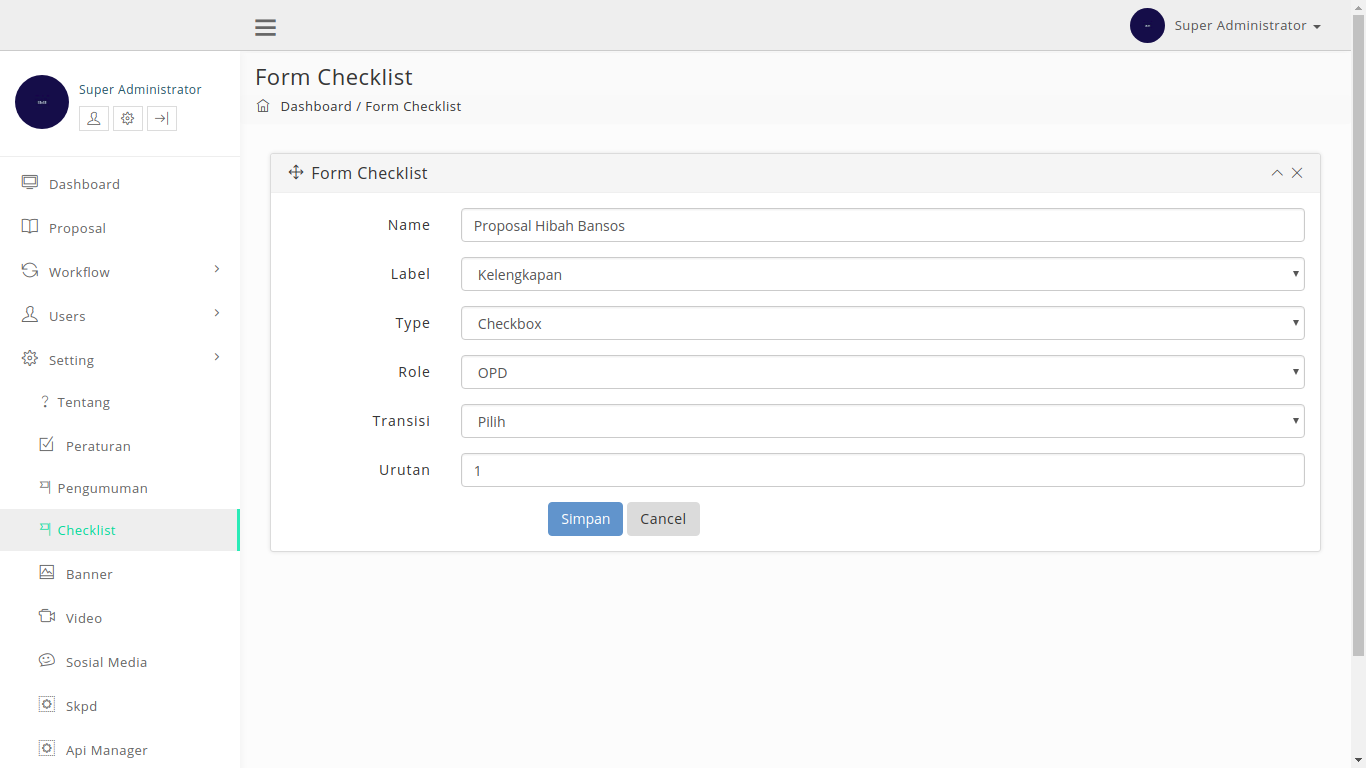 Super Administrator
Super Administrator
Dashboard
Proposal
Workflow
Users
Setting
? Tentang
Peraturan
Pengumuman
Checklist
Banner
Video
Sosial Media
Skpd
Api Manager
Form Checklist
Dashboard / Form Checklist
Form Checklist
Name Proposal Hibah Bansos
Label Kelengkapan
Type Checkbox
Role OPD
Transisi Pilih
Urutan 1
Simpan Cancel